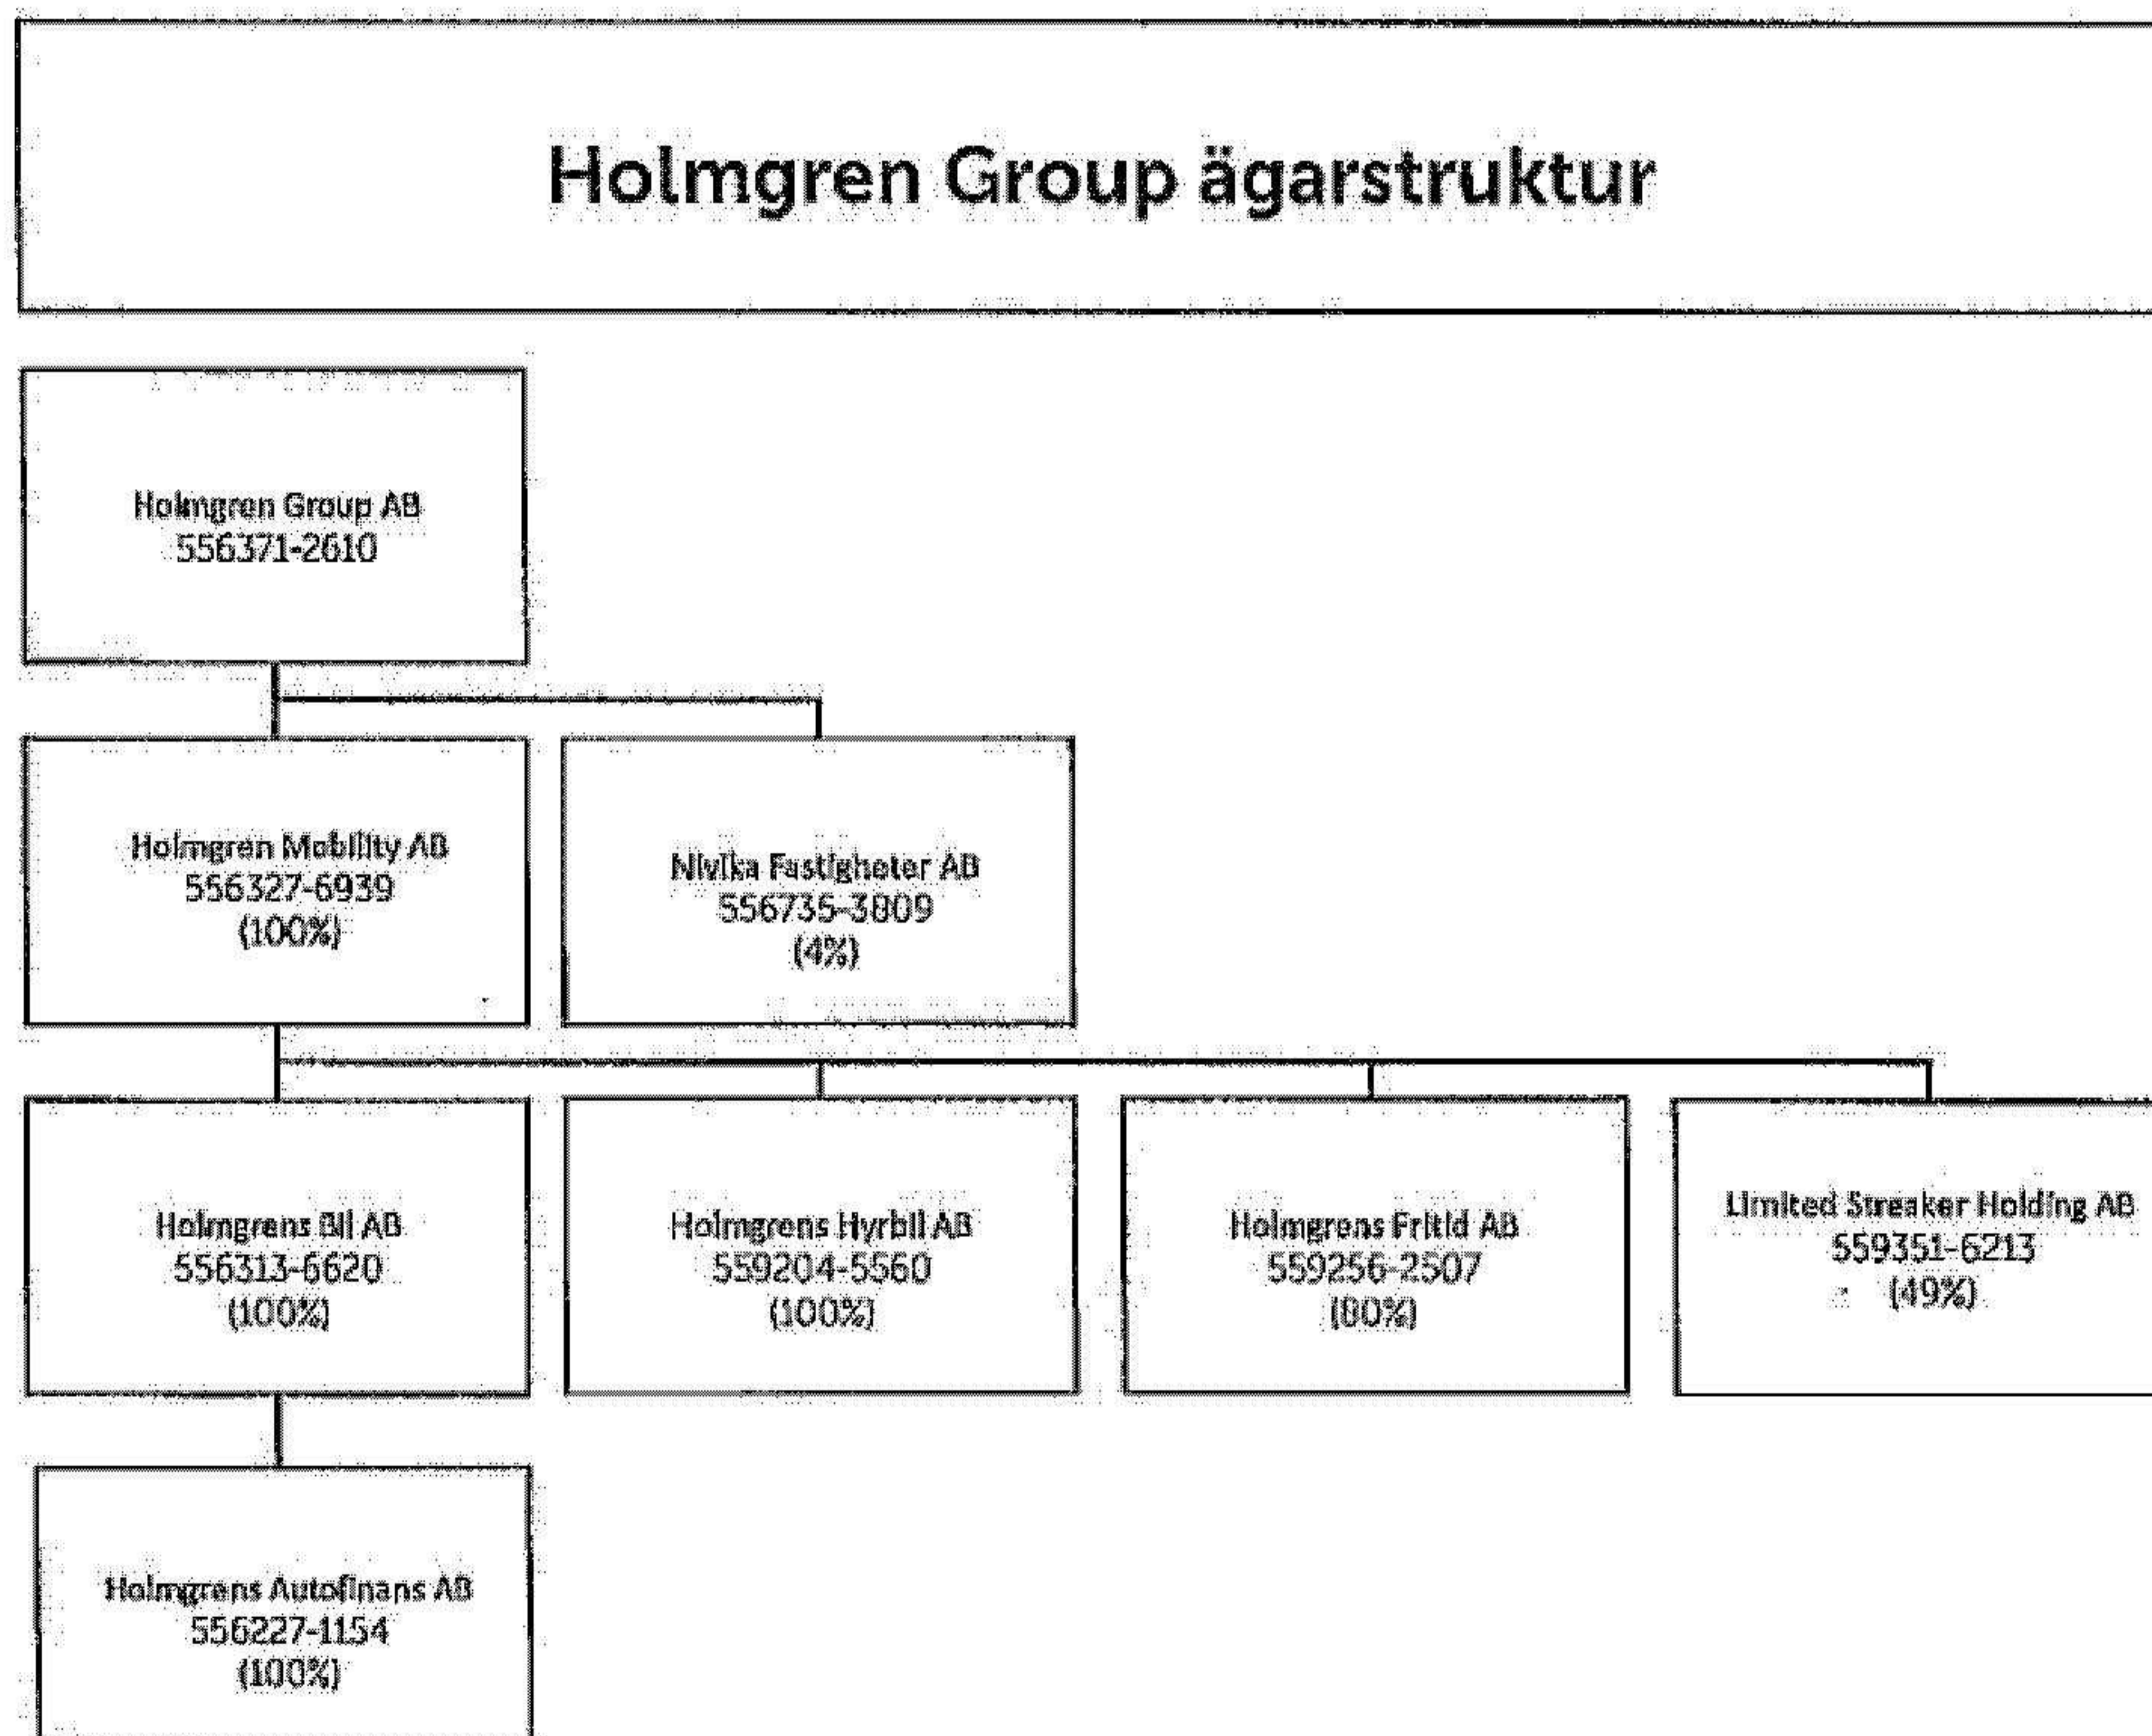 Holmgren Group ägarstruktur
Holmgren Group AB
556371-2610
Holmgren Mobility AB
556327-6939
(100%)
Nivika Fastigheter AB
556735-3809
(4%)
Holmgrens Bil AB
556313-6620
(100%)
Holmgrens Hyrbil AB
559204-5560
(100%)
Holmgrens Fritid AB
559256-2507
(80%)
Limited Streaker Holding AB
559351-6213
(49%)
Holmgrens Autofinans AB
556227-1154
(100%)